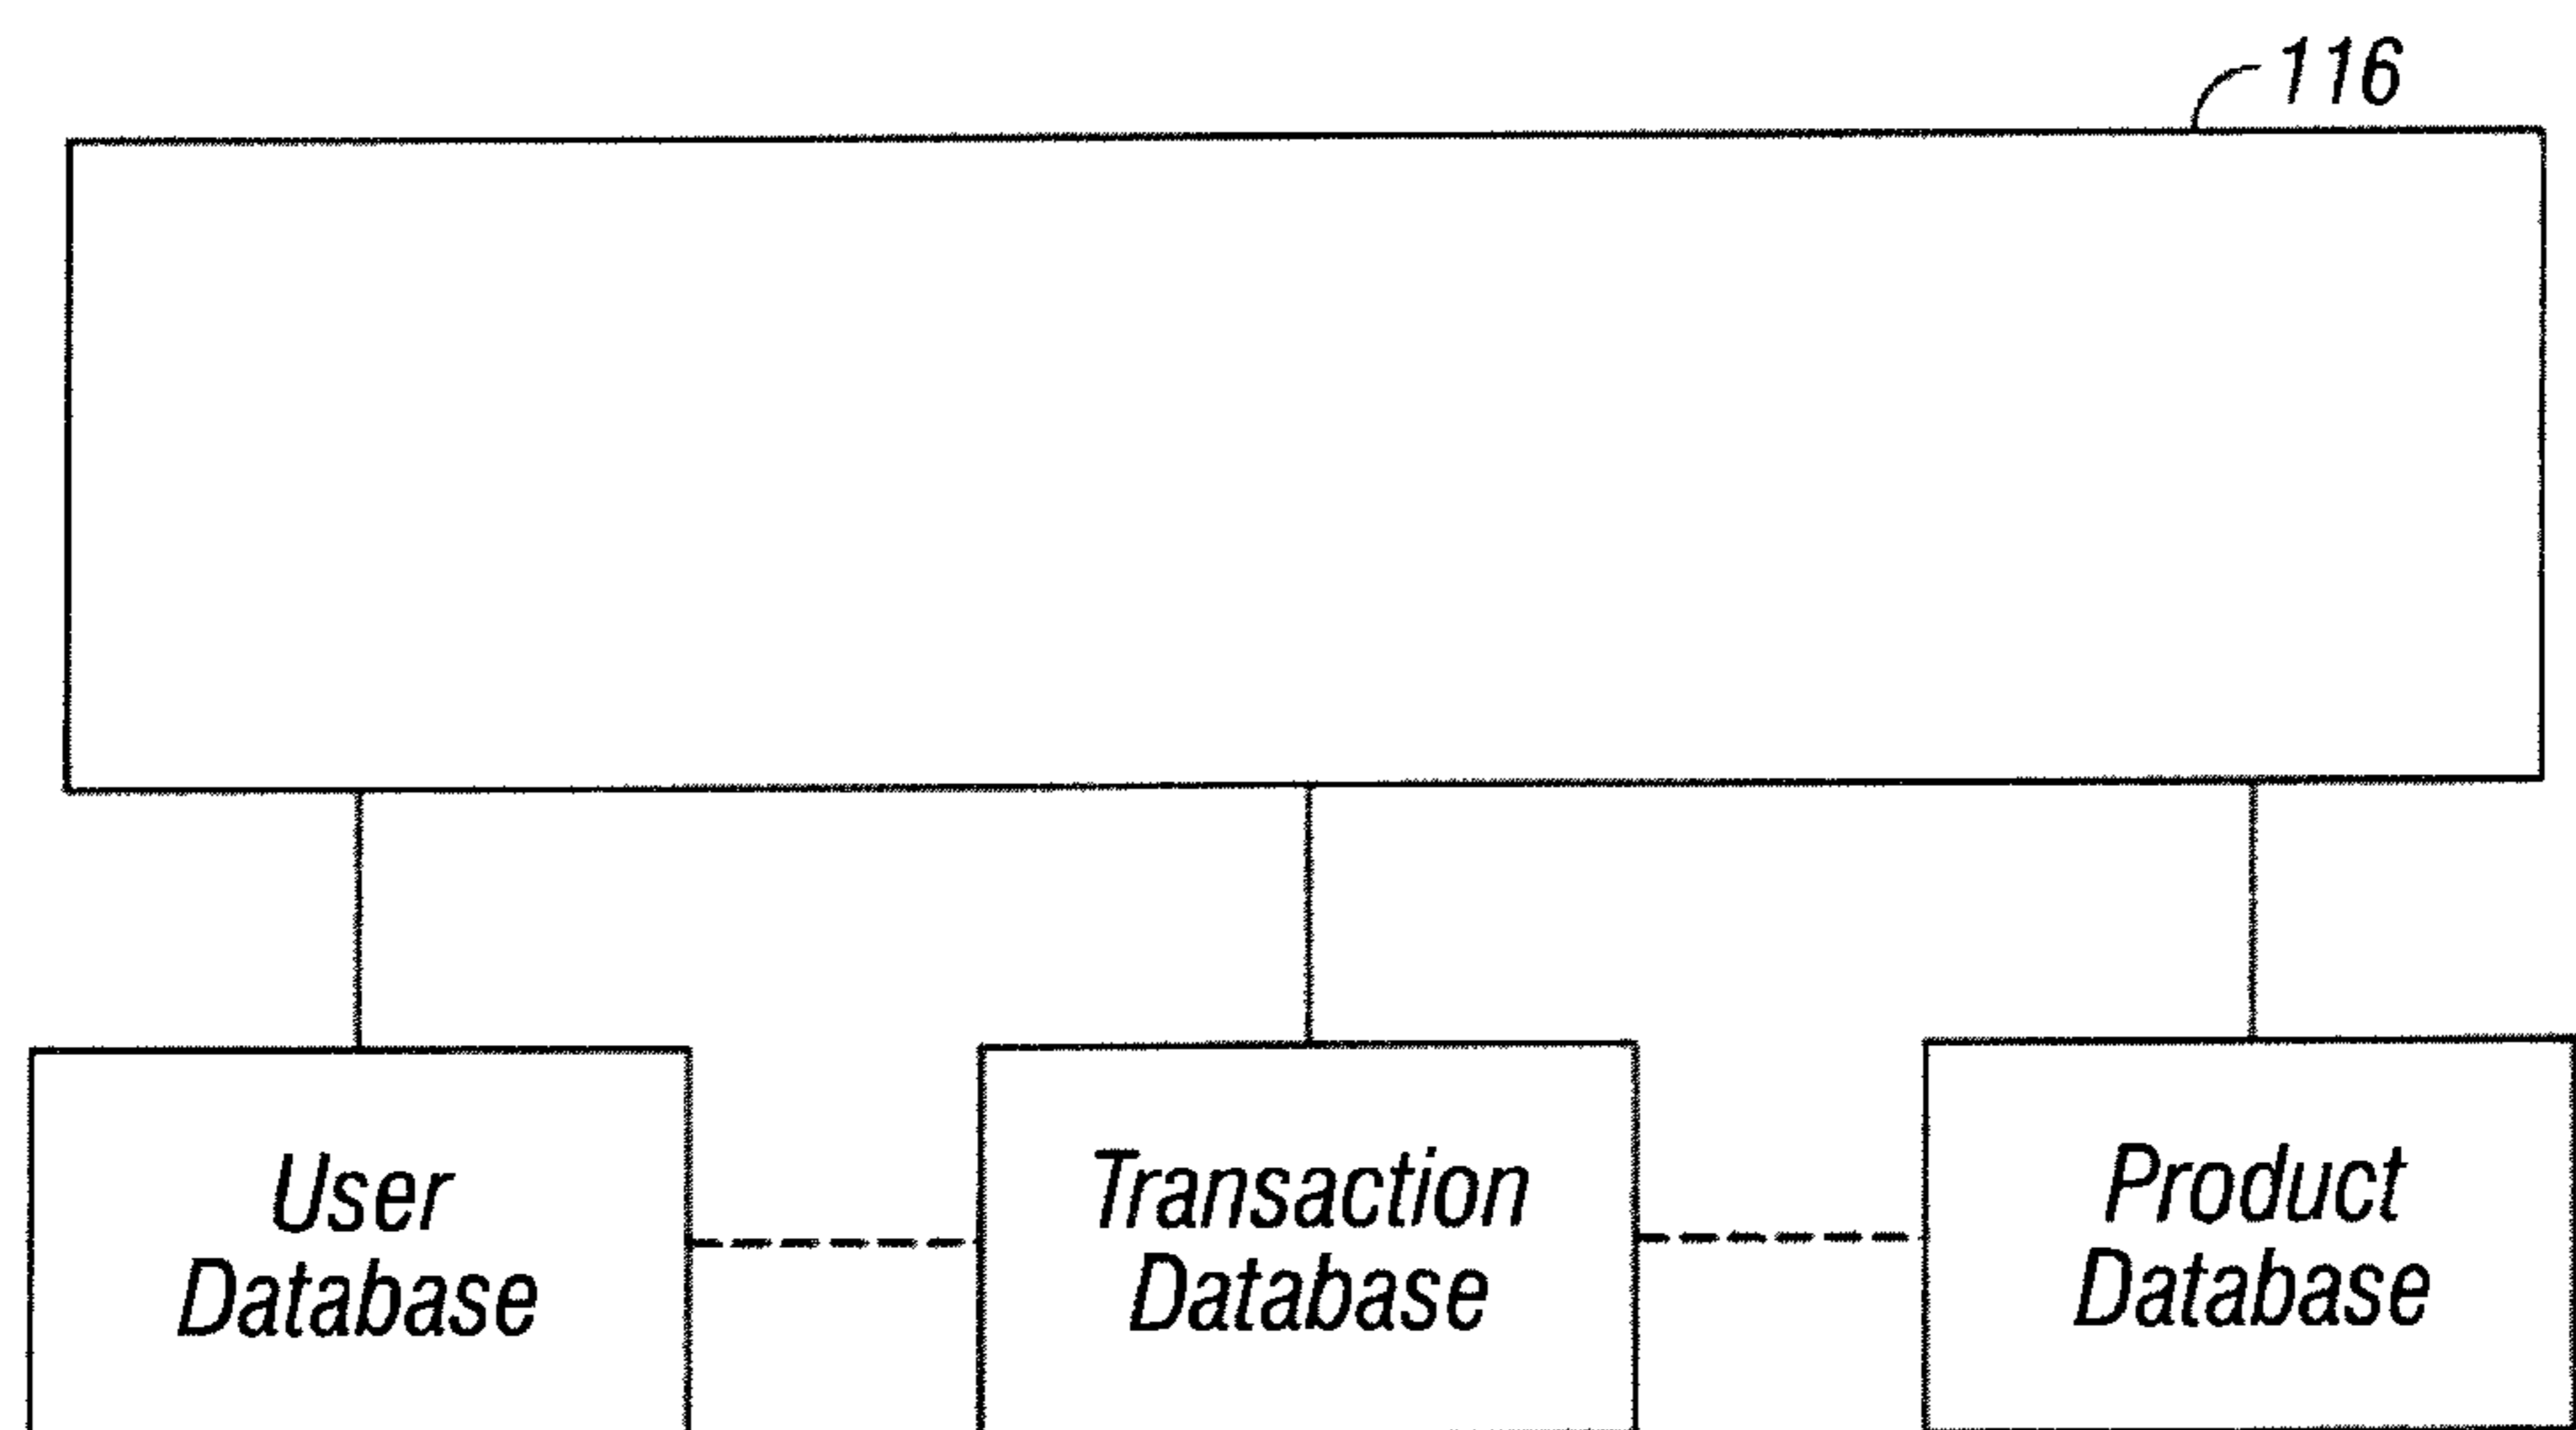 116
User
Database
Transaction
Database
Product
Database